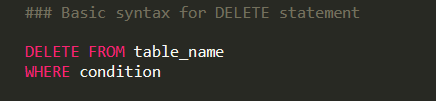 ### Basic syntax for DELETE statement
DELETE FROM table_name
WHERE condition